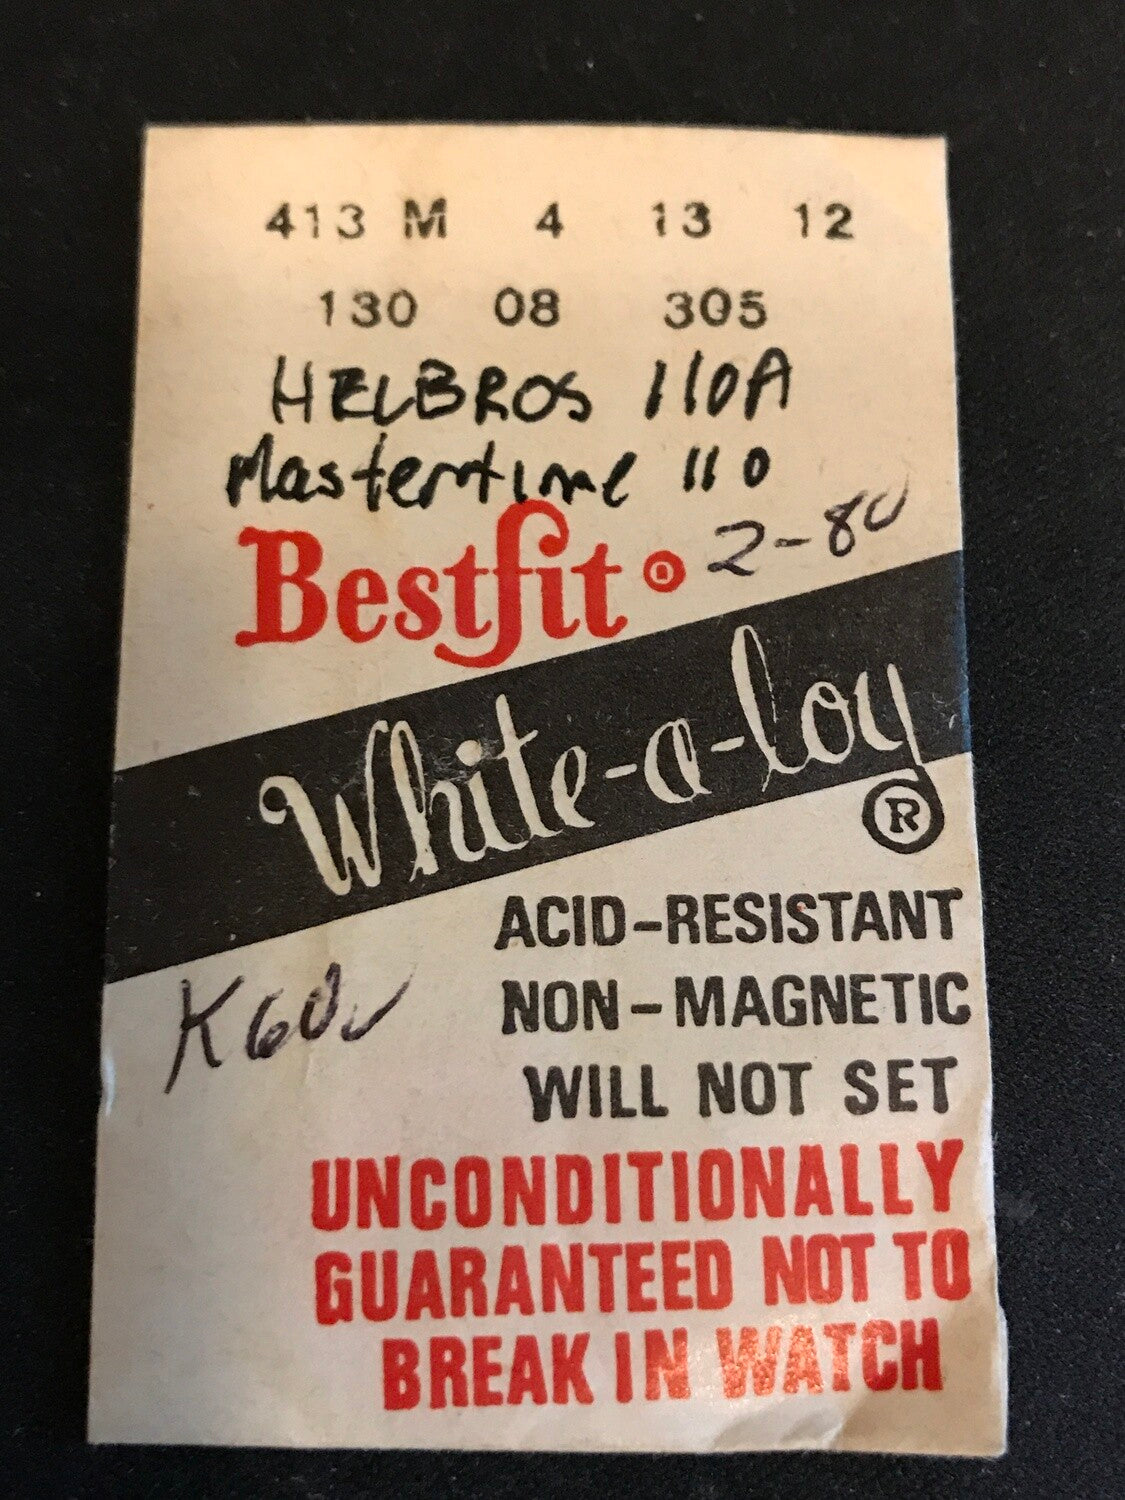 413 M 4 13 12
130 08 305
HELBROS 110A
Mastertime 110
2-80
Bestfit ®
White-a-loy
®
ACID-RESISTANT
NON-MAGNETIC
WILL NOT SET
UNCONDITIONALLY
GUARANTEED NOT TO
BREAK IN WATCH